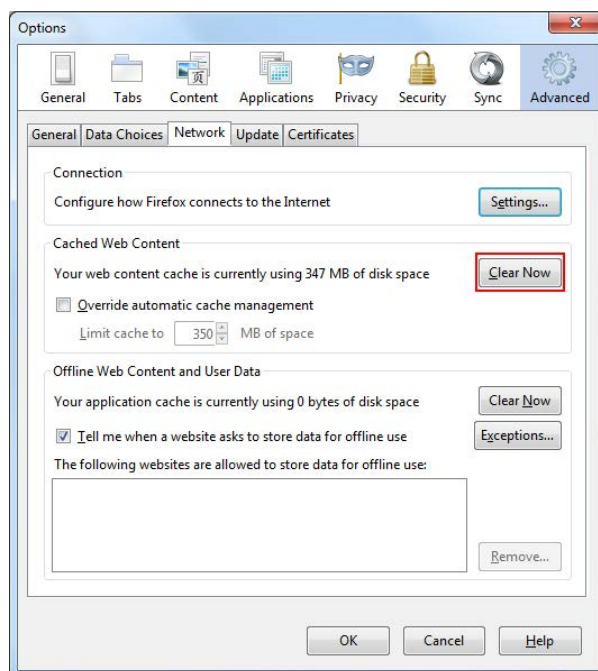 Options
General Tabs Content Applications Privacy Security Sync Advanced
General Data Choices Network Update Certificates
Connection
Configure how Firefox connects to the Internet Settings...
Cached Web Content
Your web content cache is currently using 347 MB of disk space Clear Now
Override automatic cache management
Limit cache to 350 MB of space
Offline Web Content and User Data
Your application cache is currently using 0 bytes of disk space Clear Now
Tell me when a website asks to store data for offline use Exceptions...
The following websites are allowed to store data for offline use:
Remove...
OK Cancel Help